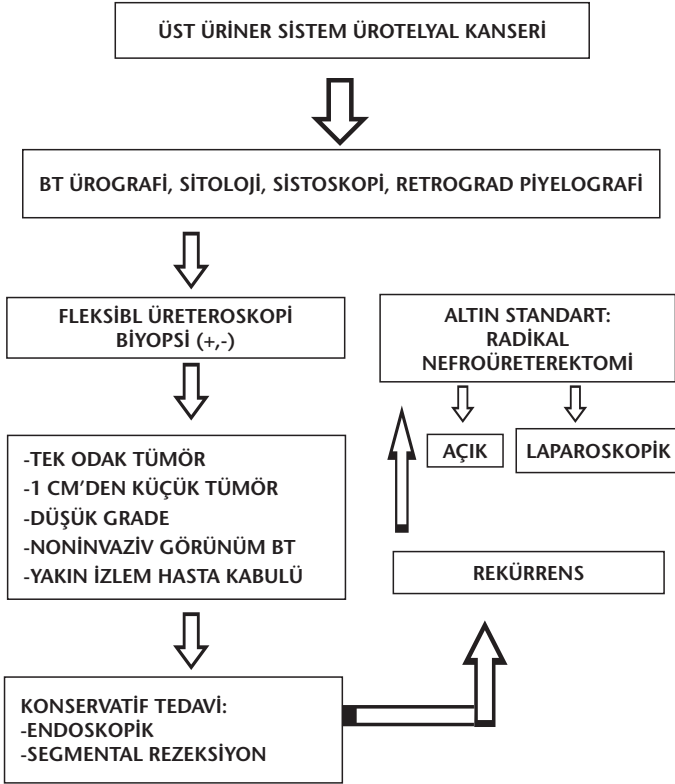 ÜST ÜRİNER SİSTEM ÜROTELYAL KANSERİ
BT ÜROGRAFİ, SİTOLOJİ, SİSTOSKOPİ, RETROGRAD PİYELOGRAFİ
FLEKSİBL ÜRETEROSKOPİ
BİYOPSİ (+,-)
ALTIN STANDART:
RADİKAL
NEFROÜRETEREKTOMİ
AÇIK
LAPAROSKOPİK
-TEK ODAK TÜMÖR
-1 CM'DEN KÜÇÜK TÜMÖR
-DÜŞÜK GRADE
-NONİNVAZİV GÖRÜNÜM BT
-YAKIN İZLEM HASTA KABULÜ
REKÜRRENS
KONSERVATİF TEDAVİ:
-ENDOSKOPİK
-SEGMENTAL REZEKSİYON